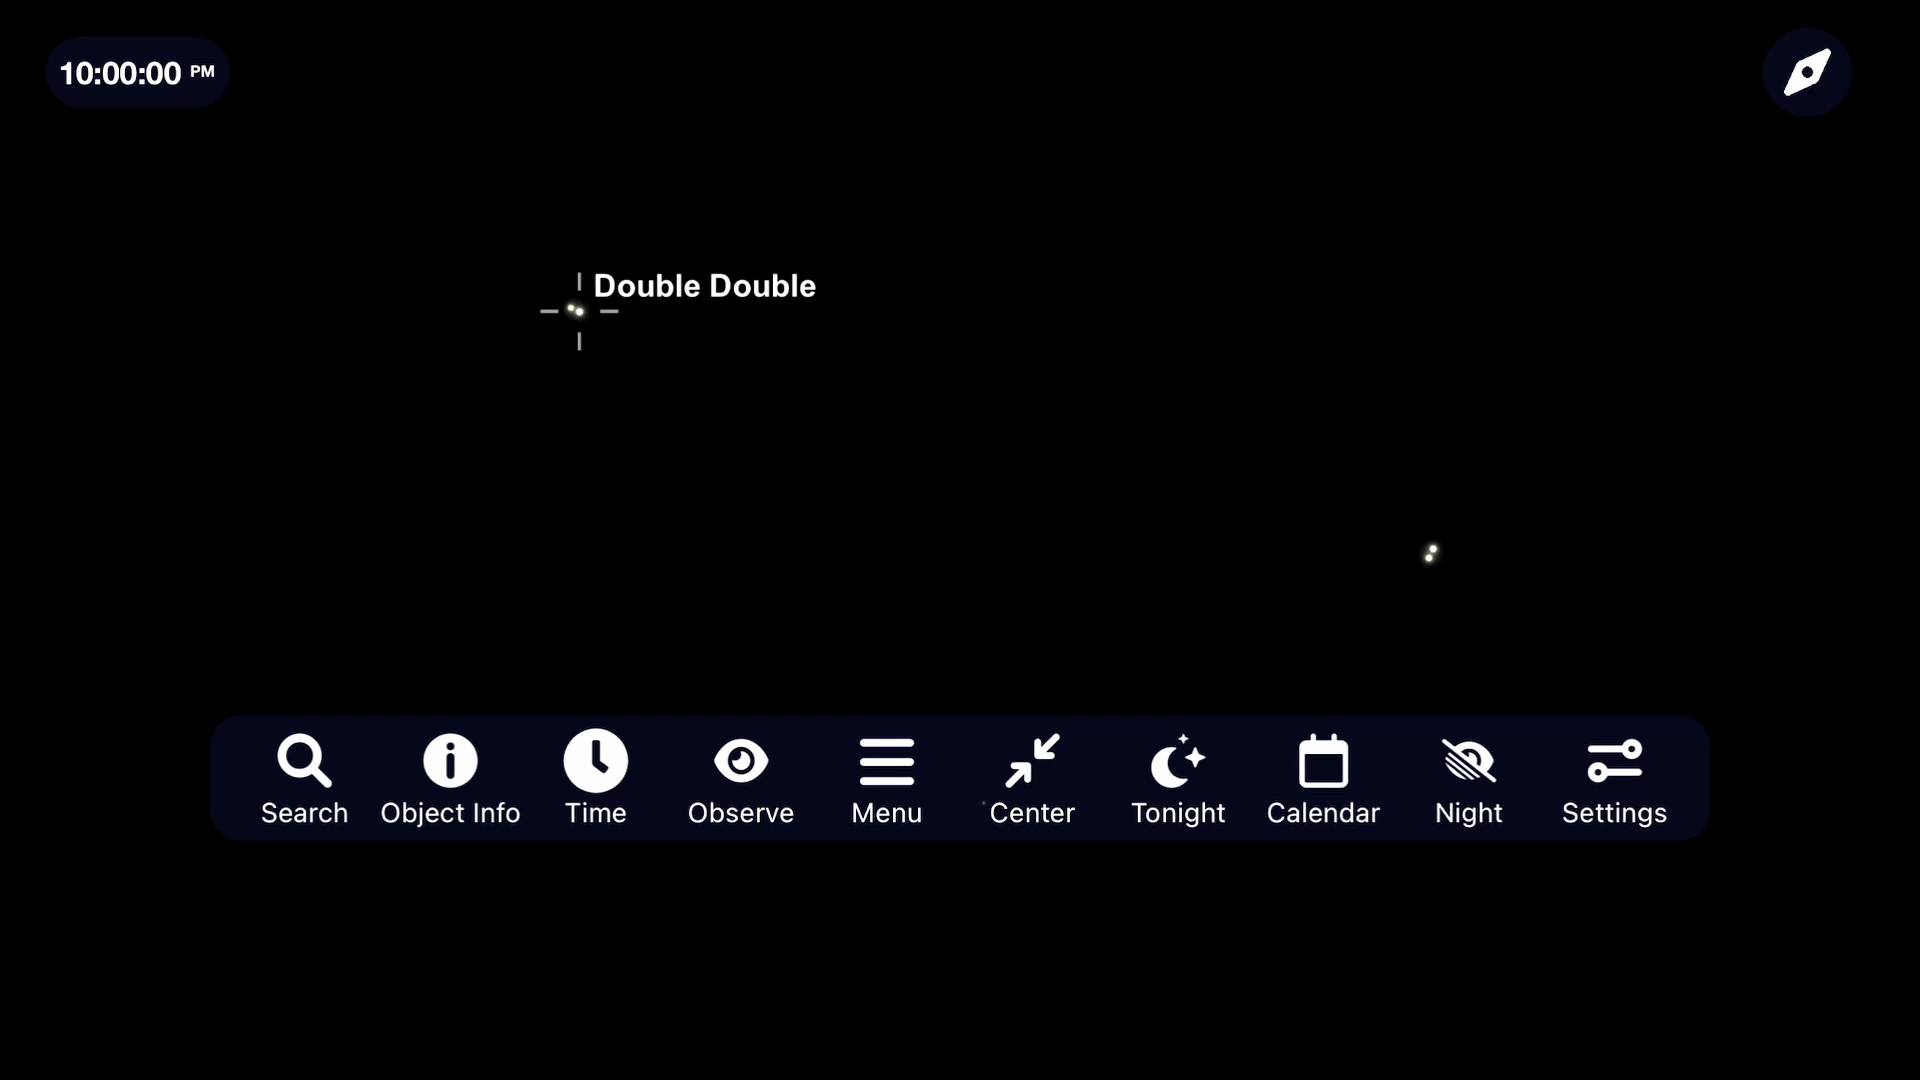 10:00:00 PM
Double Double
Search
Object Info
Time
Observe
Menu
Center
Tonight
Calendar
Night
Settings